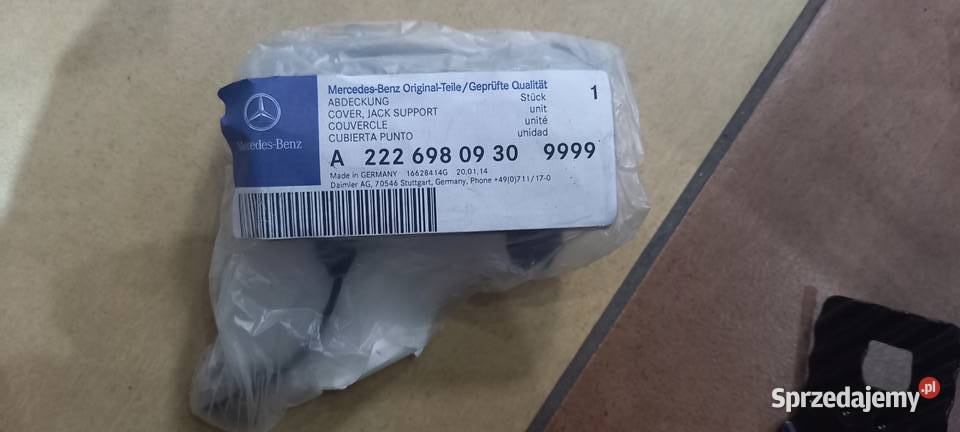 Mercedes-Benz
Mercedes-Benz Original-Teile/Geprüfte Qualität
ABDECKUNG Stück 1
COVER, JACK SUPPORT unit
COUVERCLE unité
CUBIERTA PUNTO unidad
A 222 698 09 30 9999
Made in GERMANY 16628414G 20.01.14
Daimler AG, 70546 Stuttgart, Germany, Phone +49(0)711/17-0
Sprzedajemy.pl